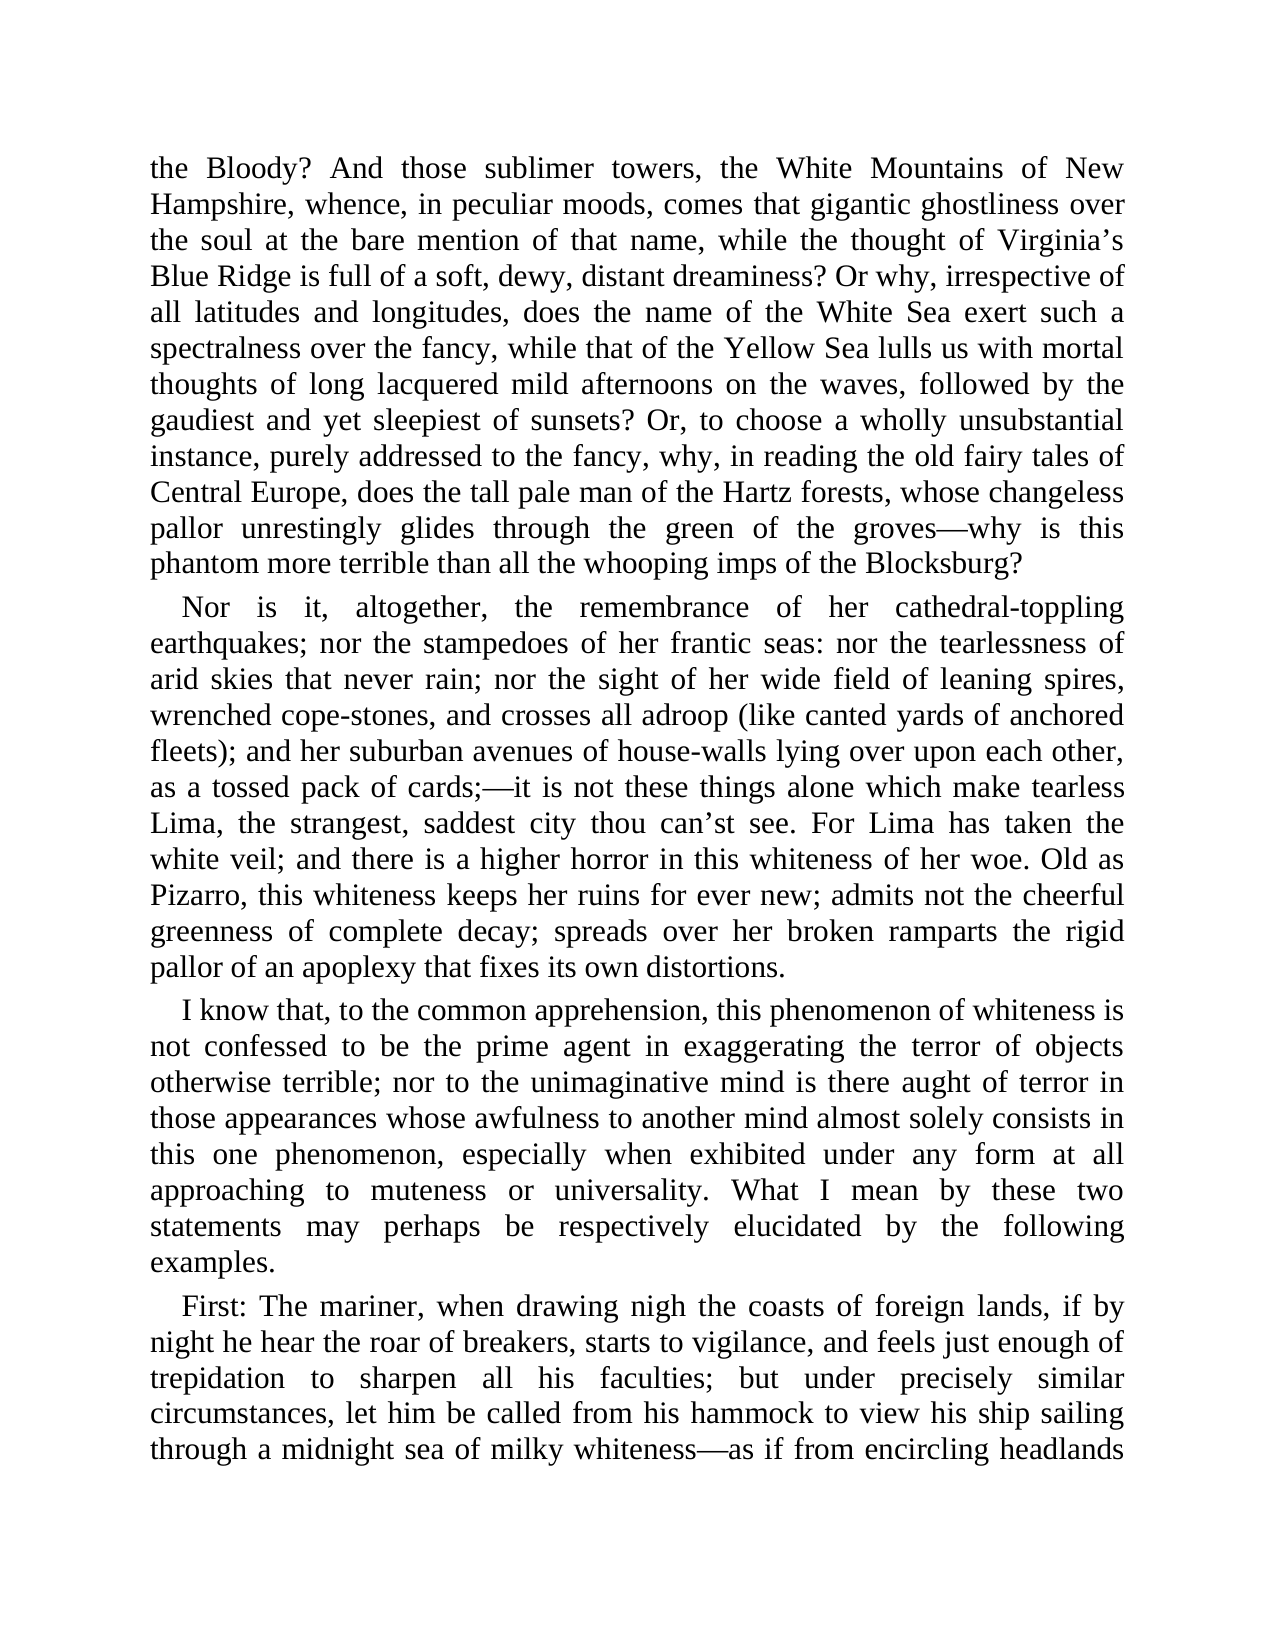 the Bloody? And those sublimer towers, the White Mountains of New
Hampshire, whence, in peculiar moods, comes that gigantic ghostliness over
the soul at the bare mention of that name, while the thought of Virginia’s
Blue Ridge is full of a soft, dewy, distant dreaminess? Or why, irrespective of
all latitudes and longitudes, does the name of the White Sea exert such a
spectralness over the fancy, while that of the Yellow Sea lulls us with mortal
thoughts of long lacquered mild afternoons on the waves, followed by the
gaudiest and yet sleepiest of sunsets? Or, to choose a wholly unsubstantial
instance, purely addressed to the fancy, why, in reading the old fairy tales of
Central Europe, does the tall pale man of the Hartz forests, whose changeless
pallor unrestingly glides through the green of the groves—why is this
phantom more terrible than all the whooping imps of the Blocksburg?
Nor is it, altogether, the remembrance of her cathedral-toppling
earthquakes; nor the stampedoes of her frantic seas: nor the tearlessness of
arid skies that never rain; nor the sight of her wide field of leaning spires,
wrenched cope-stones, and crosses all adroop (like canted yards of anchored
fleets); and her suburban avenues of house-walls lying over upon each other,
as a tossed pack of cards;—it is not these things alone which make tearless
Lima, the strangest, saddest city thou can’st see. For Lima has taken the
white veil; and there is a higher horror in this whiteness of her woe. Old as
Pizarro, this whiteness keeps her ruins for ever new; admits not the cheerful
greenness of complete decay; spreads over her broken ramparts the rigid
pallor of an apoplexy that fixes its own distortions.
I know that, to the common apprehension, this phenomenon of whiteness is
not confessed to be the prime agent in exaggerating the terror of objects
otherwise terrible; nor to the unimaginative mind is there aught of terror in
those appearances whose awfulness to another mind almost solely consists in
this one phenomenon, especially when exhibited under any form at all
approaching to muteness or universality. What I mean by these two
statements may perhaps be respectively elucidated by the following
examples.
First: The mariner, when drawing nigh the coasts of foreign lands, if by
night he hear the roar of breakers, starts to vigilance, and feels just enough of
trepidation to sharpen all his faculties; but under precisely similar
circumstances, let him be called from his hammock to view his ship sailing
through a midnight sea of milky whiteness—as if from encircling headlands